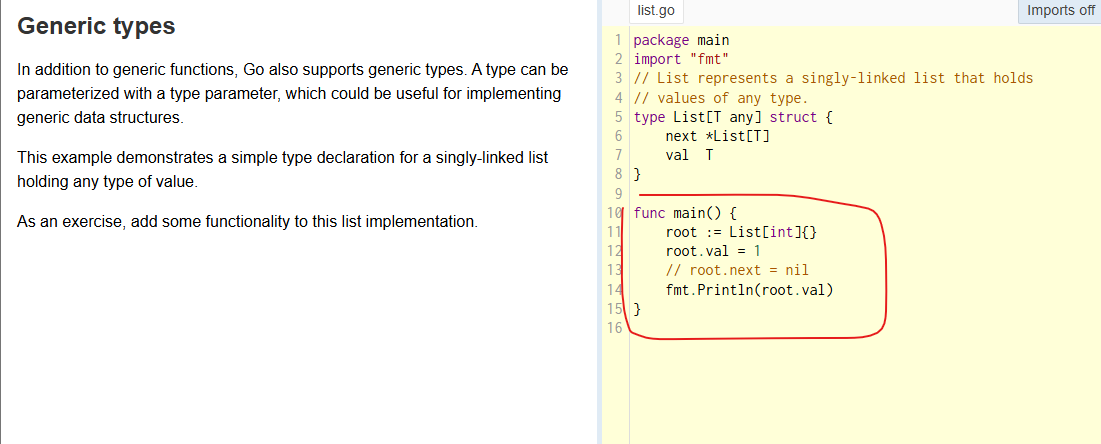 Generic types
In addition to generic functions, Go also supports generic types. A type can be
parameterized with a type parameter, which could be useful for implementing
generic data structures.
This example demonstrates a simple type declaration for a singly-linked list
holding any type of value.
As an exercise, add some functionality to this list implementation.
list.go
Imports off
1 package main
2 import "fmt"
3 // List represents a singly-linked list that holds
4 // values of any type.
5 type List[T any] struct {
6     next *List[T]
7     val  T
8 }
9
10 func main() {
11     root := List[int]{}
12     root.val = 1
13     // root.next = nil
14     fmt.Println(root.val)
15 }
16